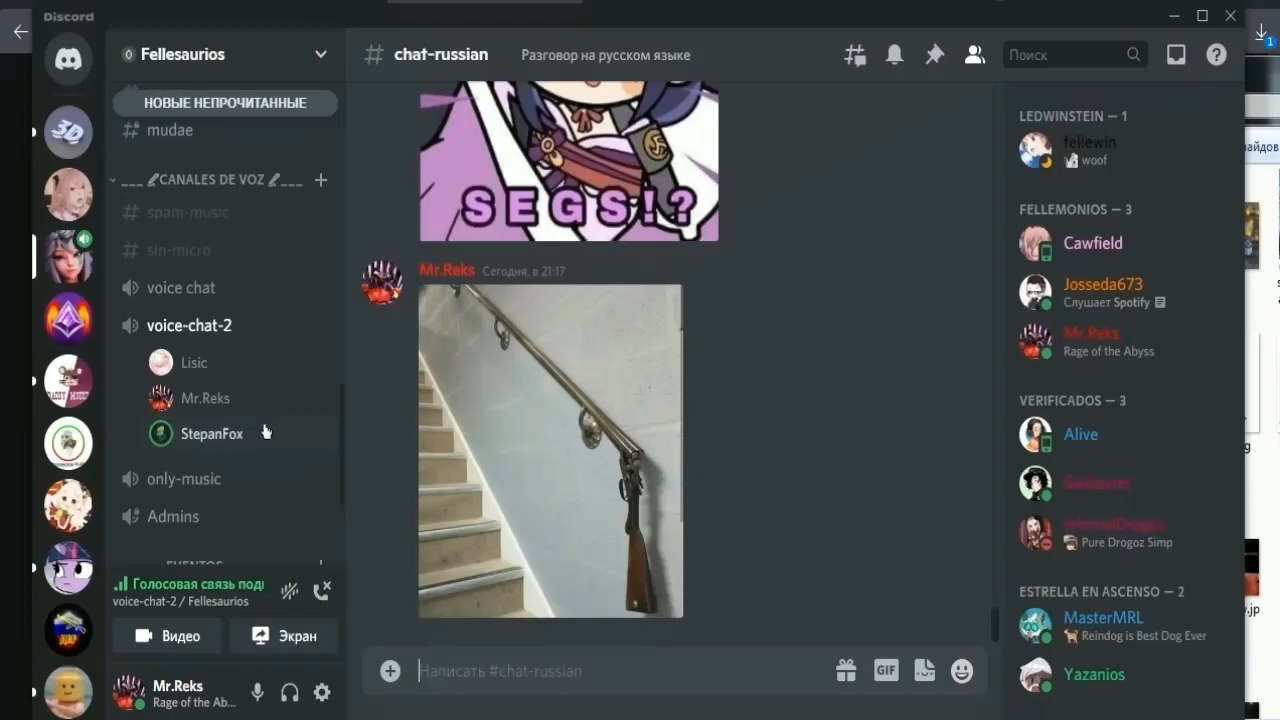 Discord
Fellesaurios
НОВЫЕ НЕПРОЧИТАННЫЕ
mudae
___ CANALES DE VOZ ___
spam-music
sin-micro
voice chat
voice-chat-2
Lisic
Mr.Reks
StepanFox
only-music
Admins
Голосовая связь под
voice-chat-2 / Fellesaurios
Видео
Экран
Mr.Reks
Rage of the Ab...
chat-russian
Разговор на русском языке
Поиск
SEGS!?
Mr.Reks Сегодня, в 21:17
Написать #chat-russian
GIF
LEDWINSTEIN — 1
fellewin
woof
FELLEMONIOS — 3
Cawfield
Josseda673
Слушает Spotify
Mr.Reks
Rage of the Abyss
VERIFICADOS — 3
Alive
Pure Drogoz Simp
ESTRELLA EN ASCENSO — 2
MasterMRL
Reindog is Best Dog Ever
Yazanios
1
3D